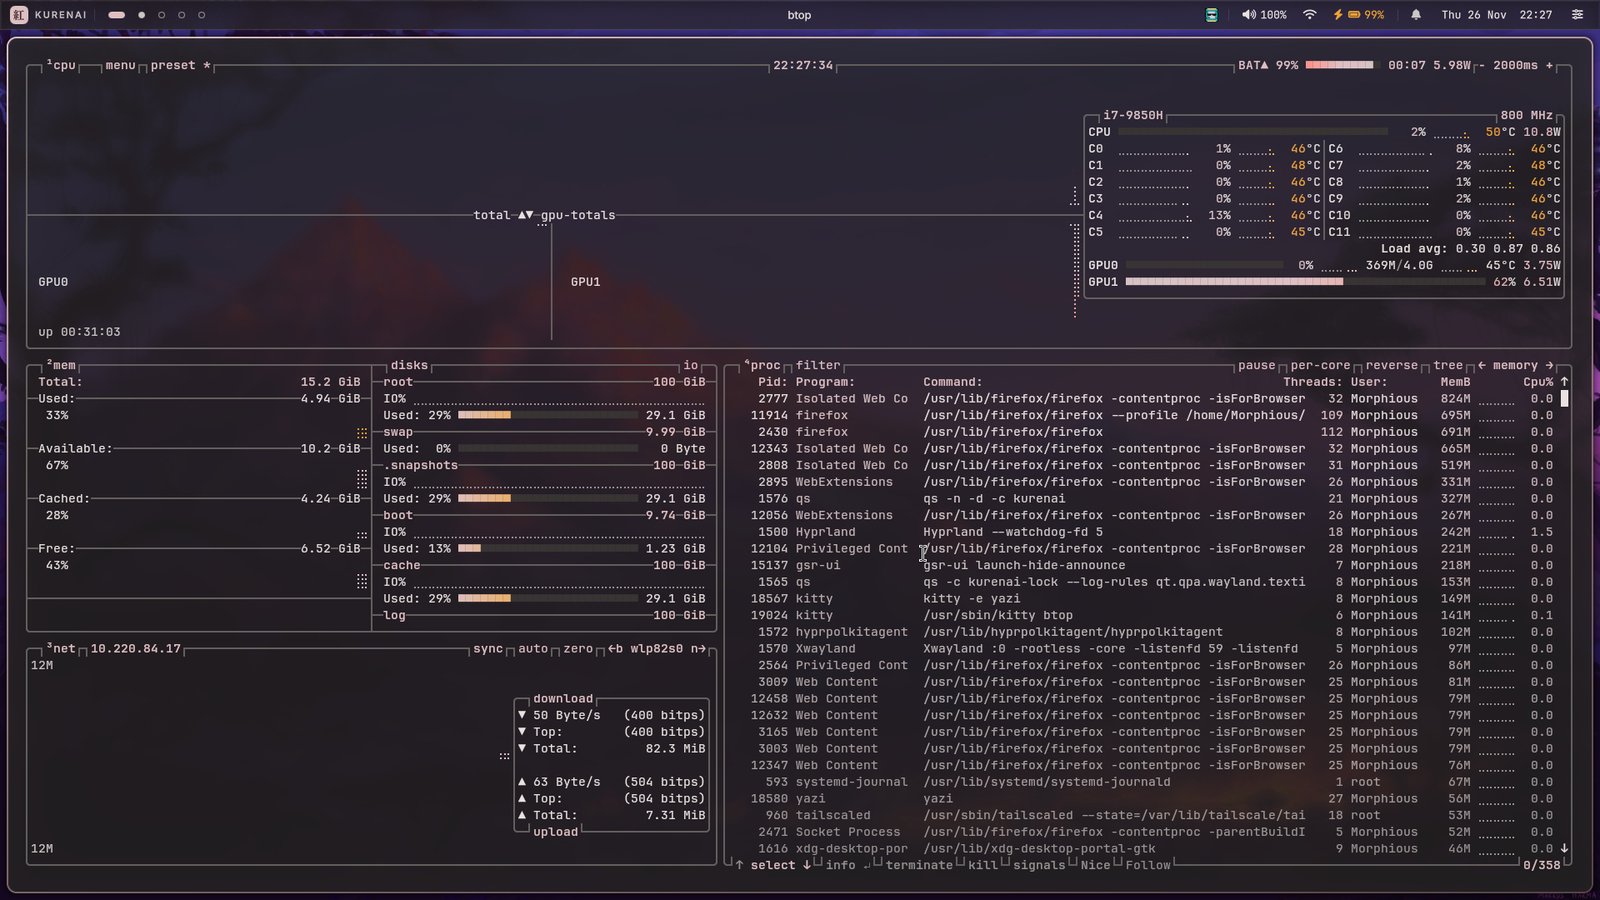 紅 KURENAI btop 100% 99% Thu 26 Nov 22:27
¹cpu menu preset * 22:27:34 BAT▲ 99% 00:07 5.98W - 2000ms +
i7-9850H 800 MHz
CPU 2% 50°C 10.8W
C0 1% 46°C C6 8% 46°C
C1 0% 48°C C7 2% 48°C
C2 0% 46°C C8 1% 46°C
C3 0% 46°C C9 2% 46°C
C4 13% 46°C C10 0% 46°C
C5 0% 45°C C11 0% 45°C
Load avg: 0.30 0.87 0.86
GPU0 0% 369M/4.0G 45°C 3.75W
GPU1 62% 6.51W
total ▲▼ gpu-totals
GPU0 GPU1
up 00:31:03
²mem
Total: 15.2 GiB
Used: 4.94 GiB
33%
Available: 10.2 GiB
67%
Cached: 4.24 GiB
28%
Free: 6.52 GiB
43%
disks io
root 100 GiB
IO%
Used: 29% 29.1 GiB
swap 9.99 GiB
Used: 0% 0 Byte
.snapshots 100 GiB
IO%
Used: 29% 29.1 GiB
boot 9.74 GiB
IO%
Used: 13% 1.23 GiB
cache 100 GiB
IO%
Used: 29% 29.1 GiB
log 100 GiB
³net 10.220.84.17 sync auto zero ←b wlp82s0 n→
12M
download
▼ 50 Byte/s (400 bitps)
▼ Top: (400 bitps)
▼ Total: 82.3 MiB
▲ 63 Byte/s (504 bitps)
▲ Top: (504 bitps)
▲ Total: 7.31 MiB
upload
12M
⁴proc filter pause per-core reverse tree ← memory →
Pid: Program: Command: Threads: User: MemB Cpu% ↑
2777 Isolated Web Co /usr/lib/firefox/firefox -contentproc -isForBrowser 32 Morphious 824M 0.0
11914 firefox /usr/lib/firefox/firefox --profile /home/Morphious/ 109 Morphious 695M 0.0
2430 firefox /usr/lib/firefox/firefox 112 Morphious 691M 0.0
12343 Isolated Web Co /usr/lib/firefox/firefox -contentproc -isForBrowser 32 Morphious 665M 0.0
2808 Isolated Web Co /usr/lib/firefox/firefox -contentproc -isForBrowser 31 Morphious 519M 0.0
2895 WebExtensions /usr/lib/firefox/firefox -contentproc -isForBrowser 26 Morphious 331M 0.0
1576 qs qs -n -d -c kurenai 21 Morphious 327M 0.0
12056 WebExtensions /usr/lib/firefox/firefox -contentproc -isForBrowser 26 Morphious 267M 0.0
1500 Hyprland Hyprland --watchdog-fd 5 18 Morphious 242M 1.5
12104 Privileged Cont /usr/lib/firefox/firefox -contentproc -isForBrowser 28 Morphious 221M 0.0
15137 gsr-ui gsr-ui launch-hide-announce 7 Morphious 218M 0.0
1565 qs qs -c kurenai-lock --log-rules qt.qpa.wayland.texti 8 Morphious 153M 0.0
18567 kitty kitty -e yazi 8 Morphious 149M 0.0
19024 kitty /usr/sbin/kitty btop 6 Morphious 141M 0.1
1572 hyprpolkitagent /usr/lib/hyprpolkitagent/hyprpolkitagent 8 Morphious 102M 0.0
1570 Xwayland Xwayland :0 -rootless -core -listenfd 59 -listenfd 5 Morphious 97M 0.0
2564 Privileged Cont /usr/lib/firefox/firefox -contentproc -isForBrowser 26 Morphious 86M 0.0
3009 Web Content /usr/lib/firefox/firefox -contentproc -isForBrowser 25 Morphious 81M 0.0
12458 Web Content /usr/lib/firefox/firefox -contentproc -isForBrowser 25 Morphious 79M 0.0
12632 Web Content /usr/lib/firefox/firefox -contentproc -isForBrowser 25 Morphious 79M 0.0
3165 Web Content /usr/lib/firefox/firefox -contentproc -isForBrowser 25 Morphious 79M 0.0
3003 Web Content /usr/lib/firefox/firefox -contentproc -isForBrowser 25 Morphious 79M 0.0
12347 Web Content /usr/lib/firefox/firefox -contentproc -isForBrowser 25 Morphious 76M 0.0
593 systemd-journal /usr/lib/systemd/systemd-journald 1 root 67M 0.0
18580 yazi yazi 27 Morphious 56M 0.0
960 tailscaled /usr/sbin/tailscaled --state=/var/lib/tailscale/tai 18 root 53M 0.0
2471 Socket Process /usr/lib/firefox/firefox -contentproc -parentBuildI 5 Morphious 52M 0.0
1616 xdg-desktop-por /usr/lib/xdg-desktop-portal-gtk 9 Morphious 46M 0.0 ↓
↑ select ↓ info ↵ terminate kill signals Nice Follow 0/358